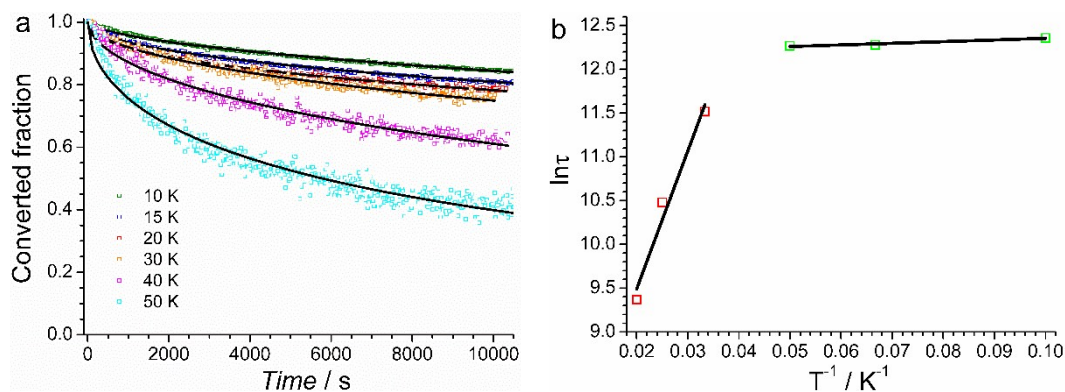 a
Converted fraction
1.0
0.8
0.6
0.4
0.2
0.0
10 K
15 K
20 K
30 K
40 K
50 K
0 2000 4000 6000 8000 10000
Time / s
b
lnτ
12.5
12.0
11.5
11.0
10.5
10.0
9.5
9.0
0.02 0.03 0.04 0.05 0.06 0.07 0.08 0.09 0.10
T⁻¹ / K⁻¹